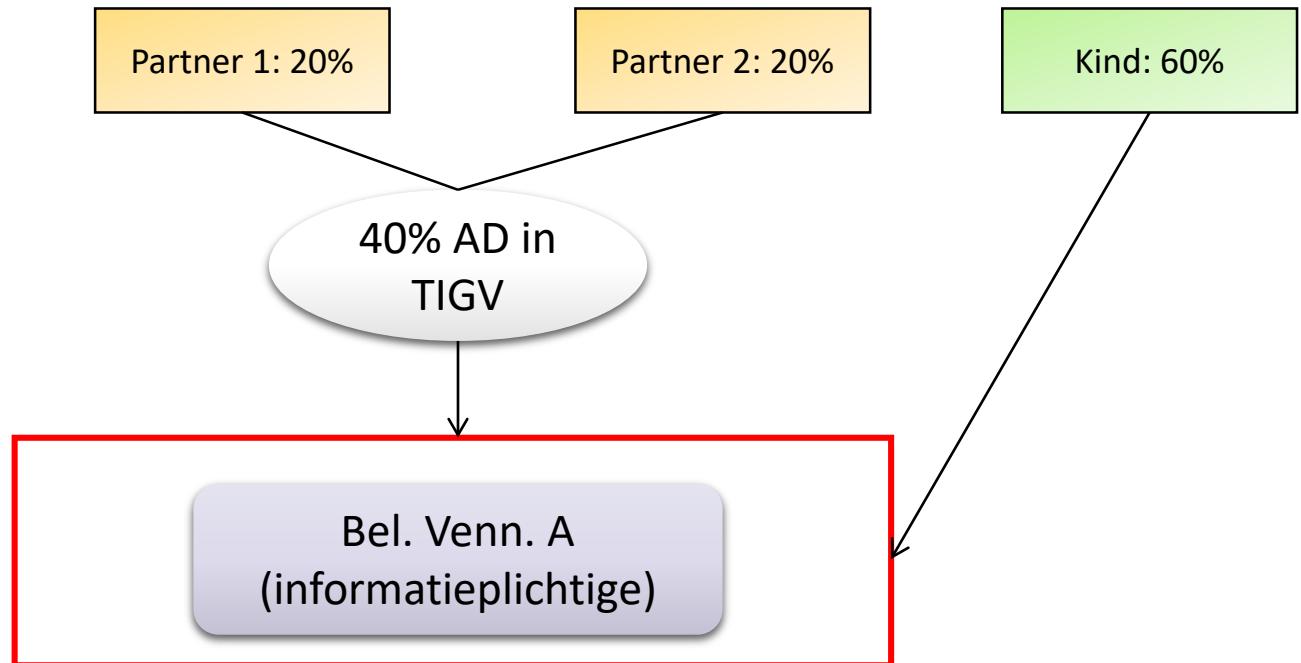 Partner 1: 20%
Partner 2: 20%
Kind: 60%
40% AD in
TIGV
Bel. Venn. A
(informatieplichtige)